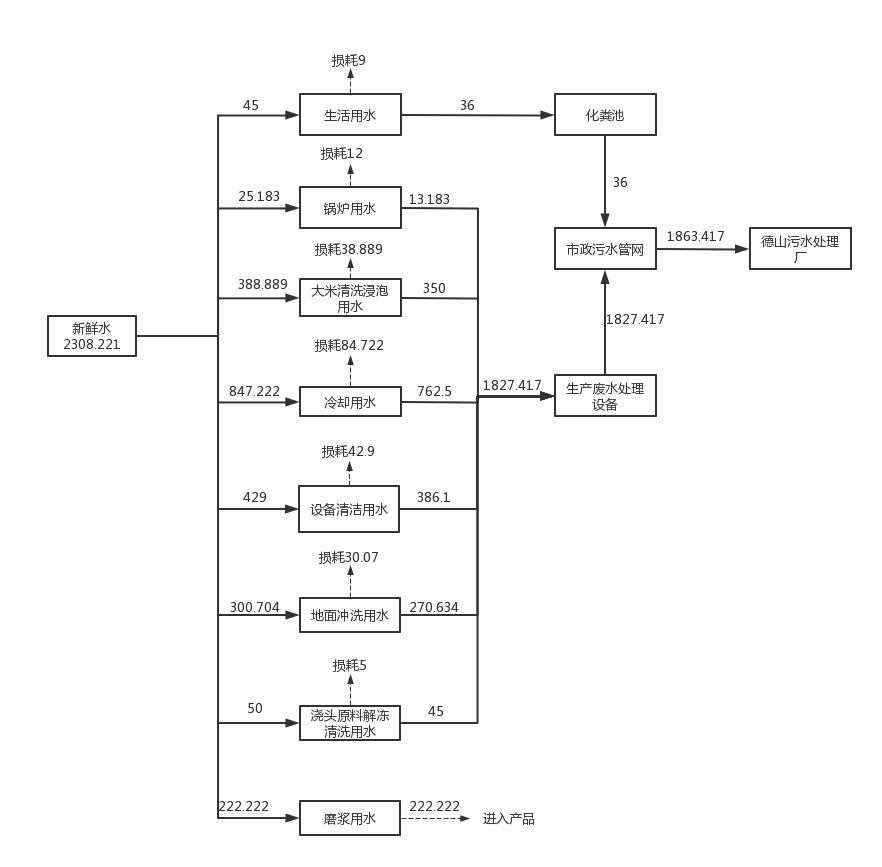 损耗9
45
生活用水
36
化粪池
损耗12
36
25.183
锅炉用水
13.183
市政污水管网
1863.417
德山污水处理
厂
损耗38.889
388.889
大米清洗浸泡
用水
350
1827.417
新鲜水
2308.221
损耗84.722
847.222
冷却用水
762.5
1827.417
生产废水处理
设备
损耗42.9
429
设备清洁用水
386.1
损耗30.07
300.704
地面冲洗用水
270.634
损耗5
50
浇头原料解冻
清洗用水
45
222.222
磨浆用水
222.222
进入产品